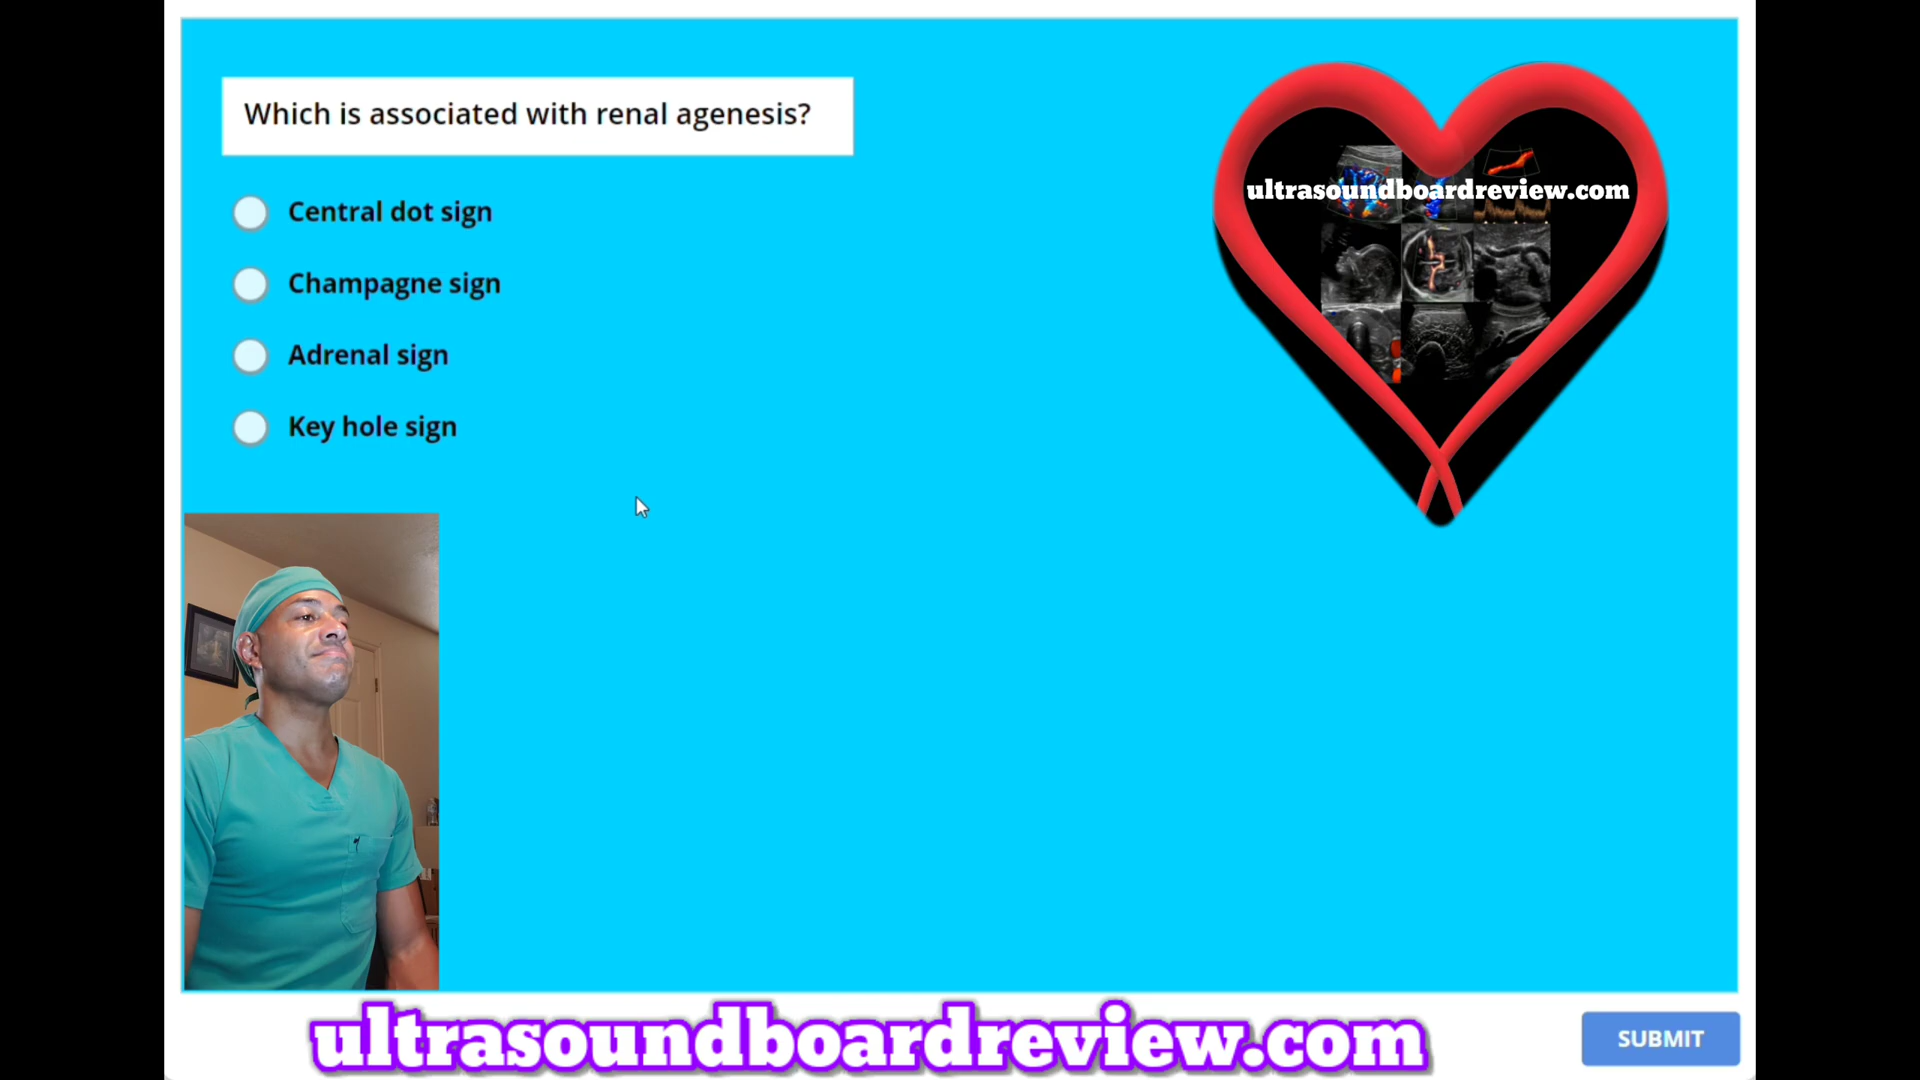 Which is associated with renal agenesis?
Central dot sign
Champagne sign
Adrenal sign
Key hole sign
ultrasoundboardreview.com
ultrasoundboardreview.com
SUBMIT